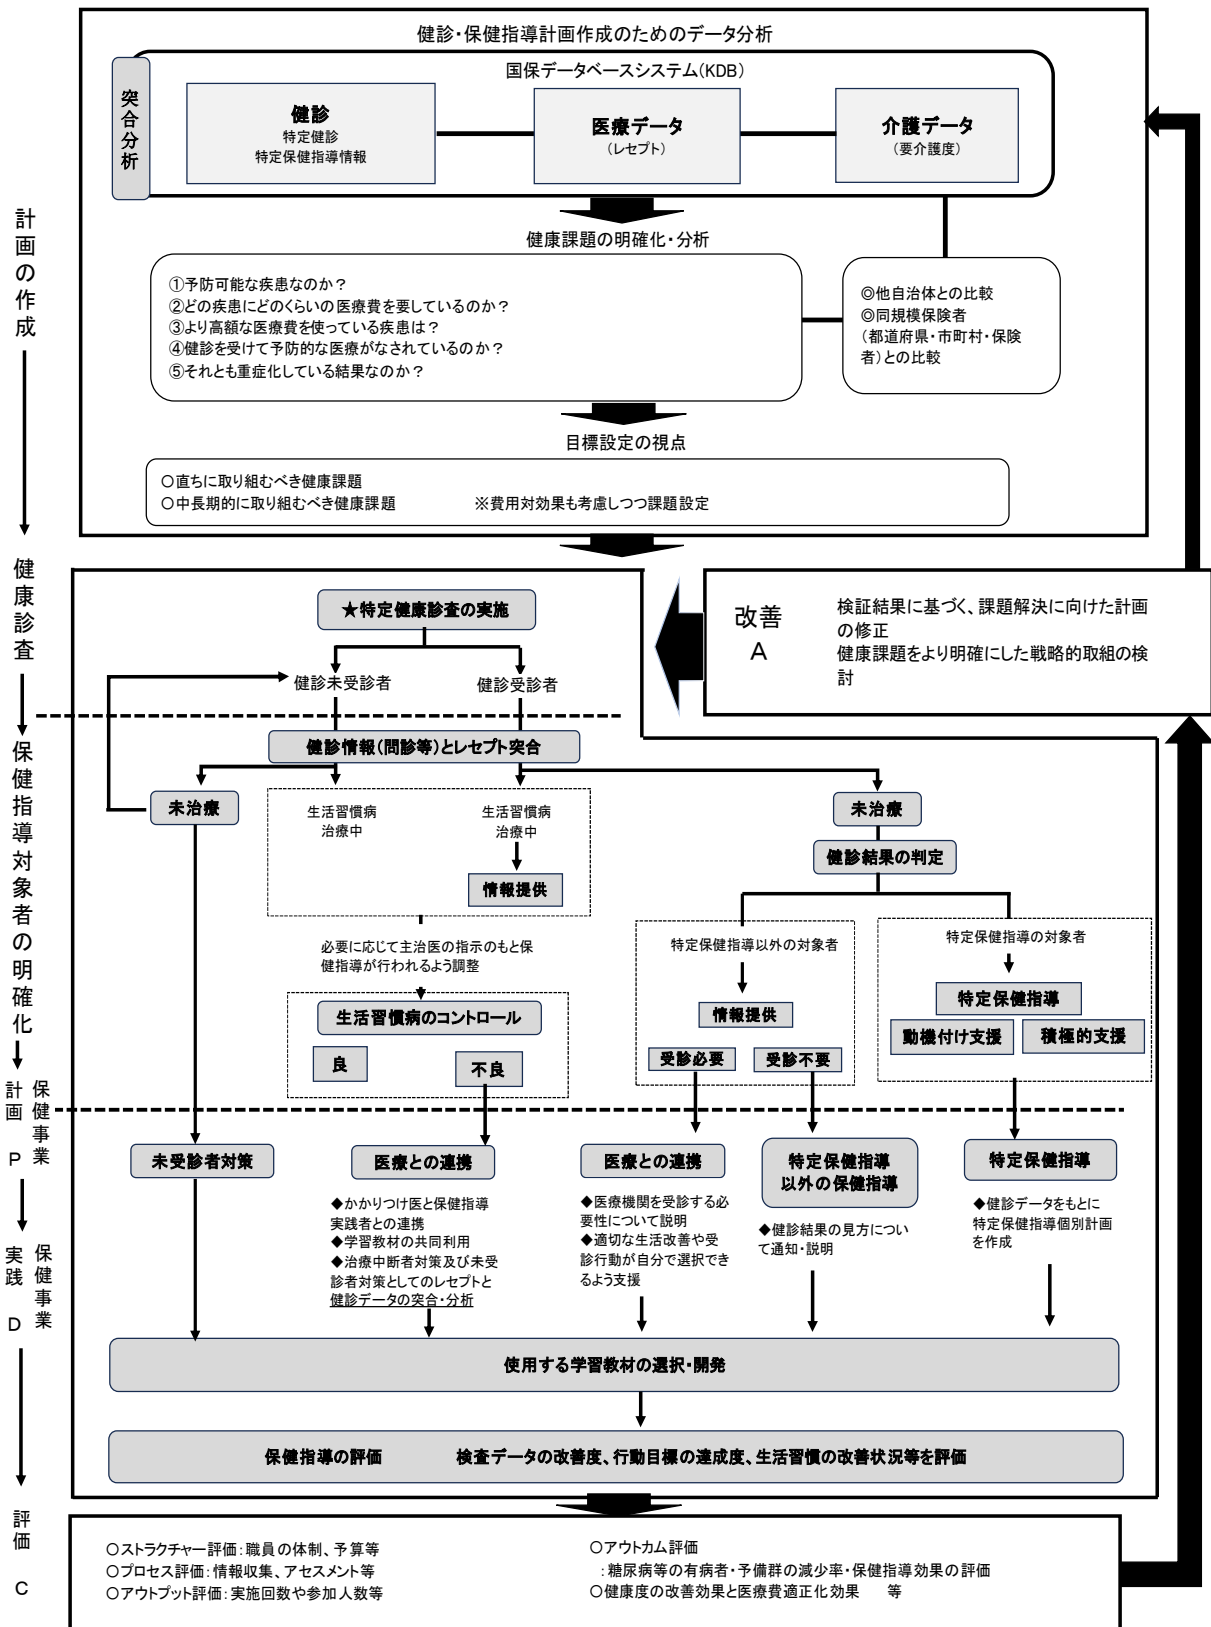 健診・保健指導計画作成のためのデータ分析
国保データベースシステム(KDB)
突合分析
健診
特定健診
特定保健指導情報
医療データ
(レセプト)
介護データ
(要介護度)
計画の作成
健康課題の明確化・分析
①予防可能な疾患なのか?
②どの疾患にどのくらいの医療費を要しているのか?
③より高額な医療費を使っている疾患は?
④健診を受けて予防的な医療がなされているのか?
⑤それとも重症化している結果なのか?
◎他自治体との比較
◎同規模保険者
(都道府県・市町村・保険
者)との比較
目標設定の視点
○直ちに取り組むべき健康課題
○中長期的に取り組むべき健康課題 ※費用対効果も考慮しつつ課題設定
健康診査
★特定健康診査の実施
改善
A
検証結果に基づく、課題解決に向けた計画
の修正
健康課題をより明確にした戦略的取組の検
討
健診未受診者
健診受診者
保健指導対象者の明確化
健診情報(問診等)とレセプト突合
未治療
生活習慣病
治療中
生活習慣病
治療中
情報提供
未治療
健診結果の判定
必要に応じて主治医の指示のもと保
健指導が行われるよう調整
特定保健指導以外の対象者
特定保健指導の対象者
生活習慣病のコントロール
良
不良
情報提供
受診必要
受診不要
特定保健指導
動機付け支援
積極的支援
保健事業
計画 P
未受診者対策
医療との連携
医療との連携
特定保健指導
以外の保健指導
特定保健指導
◆かかりつけ医と保健指導
実践者との連携
◆学習教材の共同利用
◆治療中断者対策及び未受
診者対策としてのレセプトと
健診データの突合・分析
◆医療機関を受診する必
要性について説明
◆適切な生活改善や受
診行動が自分で選択でき
るよう支援
◆健診結果の見方につい
て通知・説明
◆健診データをもとに
特定保健指導個別計画
を作成
保健事業
実践 D
使用する学習教材の選択・開発
保健指導の評価 検査データの改善度、行動目標の達成度、生活習慣の改善状況等を評価
評価 C
○ストラクチャー評価:職員の体制、予算等
○プロセス評価:情報収集、アセスメント等
○アウトプット評価:実施回数や参加人数等
○アウトカム評価
:糖尿病等の有病者・予備群の減少率・保健指導効果の評価
○健康度の改善効果と医療費適正化効果 等